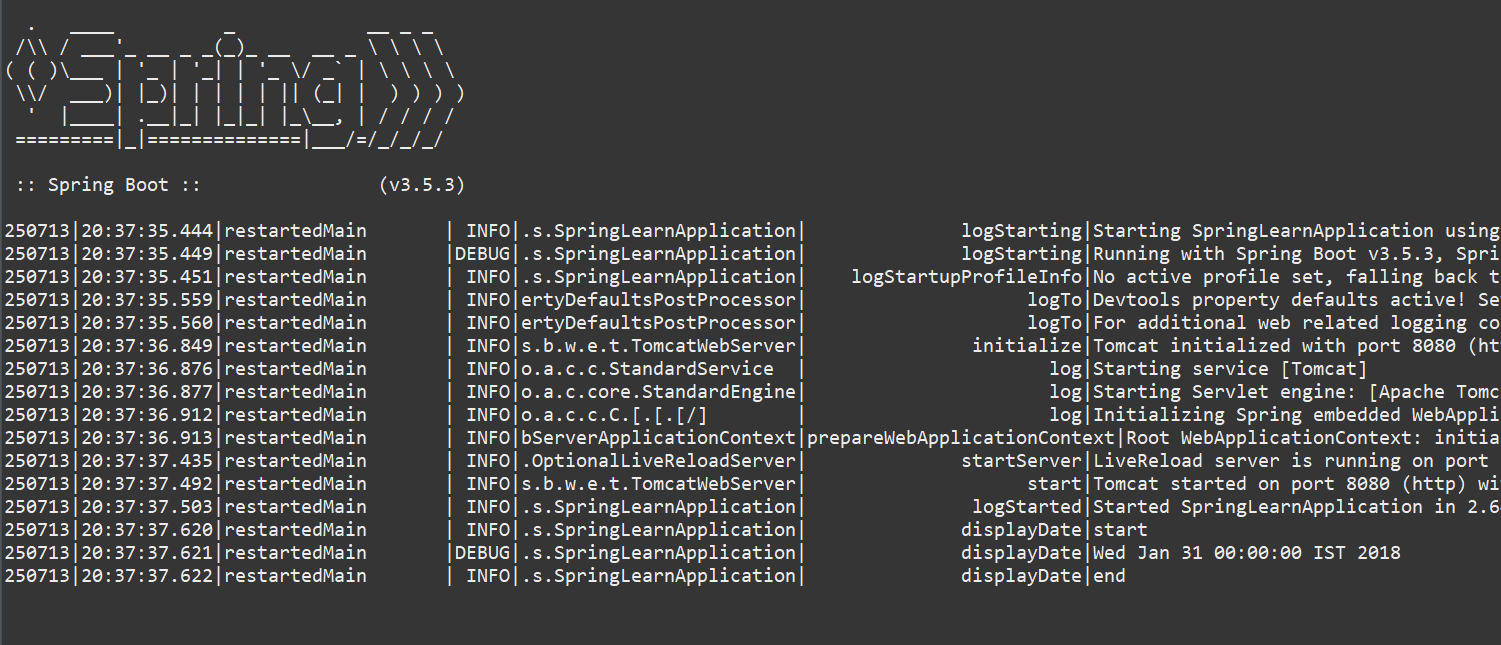 .   ____          _            __ _ _
 /\\ / ___'_ __ _ _(_)_ __  __ _ \ \ \ \
( ( )\___ | '_ | '_| | '_ \/ _` | \ \ \ \
 \\/  ___)| |_)| | | | | || (_| |  ) ) ) )
  '  |____| .__|_| |_|_| |_\__, | / / / /
 =========|_|==============|___/=/_/_/_/

 :: Spring Boot ::                (v3.5.3)

250713|20:37:35.444|restartedMain       | INFO|.s.SpringLearnApplication|              logStarting|Starting SpringLearnApplication using
250713|20:37:35.449|restartedMain       |DEBUG|.s.SpringLearnApplication|              logStarting|Running with Spring Boot v3.5.3, Spri
250713|20:37:35.451|restartedMain       | INFO|.s.SpringLearnApplication|    logStartupProfileInfo|No active profile set, falling back t
250713|20:37:35.559|restartedMain       | INFO|ertyDefaultsPostProcessor|                    logTo|Devtools property defaults active! Se
250713|20:37:35.560|restartedMain       | INFO|ertyDefaultsPostProcessor|                    logTo|For additional web related logging co
250713|20:37:36.849|restartedMain       | INFO|s.b.w.e.t.TomcatWebServer|               initialize|Tomcat initialized with port 8080 (htt
250713|20:37:36.876|restartedMain       | INFO|o.a.c.c.StandardService  |                      log|Starting service [Tomcat]
250713|20:37:36.877|restartedMain       | INFO|o.a.c.core.StandardEngine|                      log|Starting Servlet engine: [Apache Tomc
250713|20:37:36.912|restartedMain       | INFO|o.a.c.c.C.[.[.[/]        |                      log|Initializing Spring embedded WebAppli
250713|20:37:36.913|restartedMain       | INFO|bServerApplicationContext|prepareWebApplicationContext|Root WebApplicationContext: initia
250713|20:37:37.435|restartedMain       | INFO|.OptionalLiveReloadServer|              startServer|LiveReload server is running on port
250713|20:37:37.492|restartedMain       | INFO|s.b.w.e.t.TomcatWebServer|                    start|Tomcat started on port 8080 (http) wi
250713|20:37:37.503|restartedMain       | INFO|.s.SpringLearnApplication|               logStarted|Started SpringLearnApplication in 2.6
250713|20:37:37.620|restartedMain       | INFO|.s.SpringLearnApplication|              displayDate|start
250713|20:37:37.621|restartedMain       |DEBUG|.s.SpringLearnApplication|              displayDate|Wed Jan 31 00:00:00 IST 2018
250713|20:37:37.622|restartedMain       | INFO|.s.SpringLearnApplication|              displayDate|end